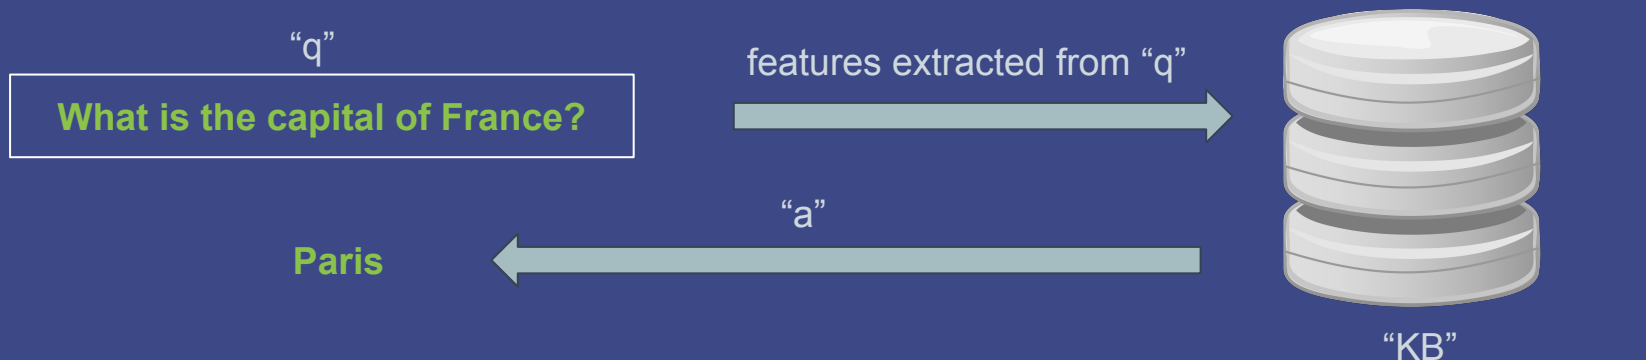 “q”
What is the capital of France?
features extracted from “q”
“a”
Paris
“KB”